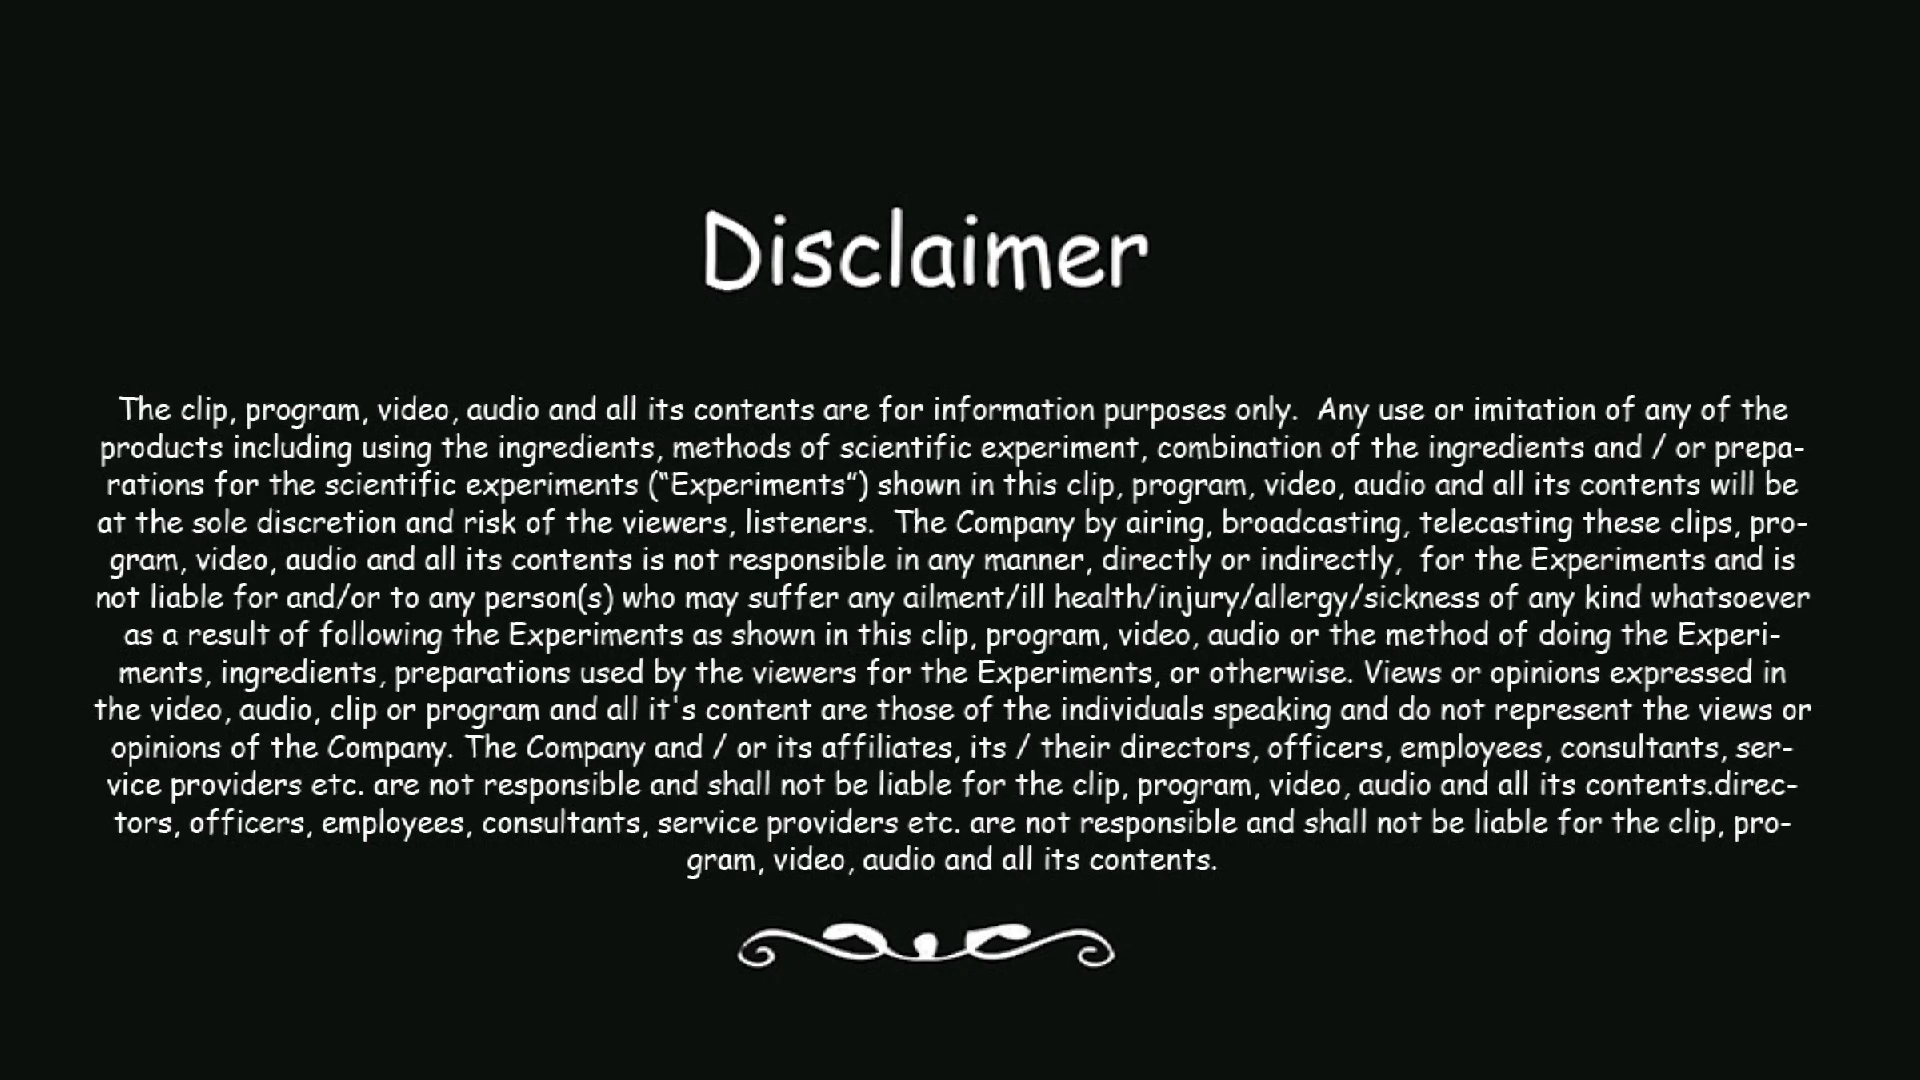 Disclaimer
The clip, program, video, audio and all its contents are for information purposes only.  Any use or imitation of any of the
products including using the ingredients, methods of scientific experiment, combination of the ingredients and / or prepa-
rations for the scientific experiments (“Experiments”) shown in this clip, program, video, audio and all its contents will be
at the sole discretion and risk of the viewers, listeners.  The Company by airing, broadcasting, telecasting these clips, pro-
gram, video, audio and all its contents is not responsible in any manner, directly or indirectly,  for the Experiments and is
not liable for and/or to any person(s) who may suffer any ailment/ill health/injury/allergy/sickness of any kind whatsoever
as a result of following the Experiments as shown in this clip, program, video, audio or the method of doing the Experi-
ments, ingredients, preparations used by the viewers for the Experiments, or otherwise. Views or opinions expressed in
the video, audio, clip or program and all it's content are those of the individuals speaking and do not represent the views or
opinions of the Company. The Company and / or its affiliates, its / their directors, officers, employees, consultants, ser-
vice providers etc. are not responsible and shall not be liable for the clip, program, video, audio and all its contents.direc-
tors, officers, employees, consultants, service providers etc. are not responsible and shall not be liable for the clip, pro-
gram, video, audio and all its contents.